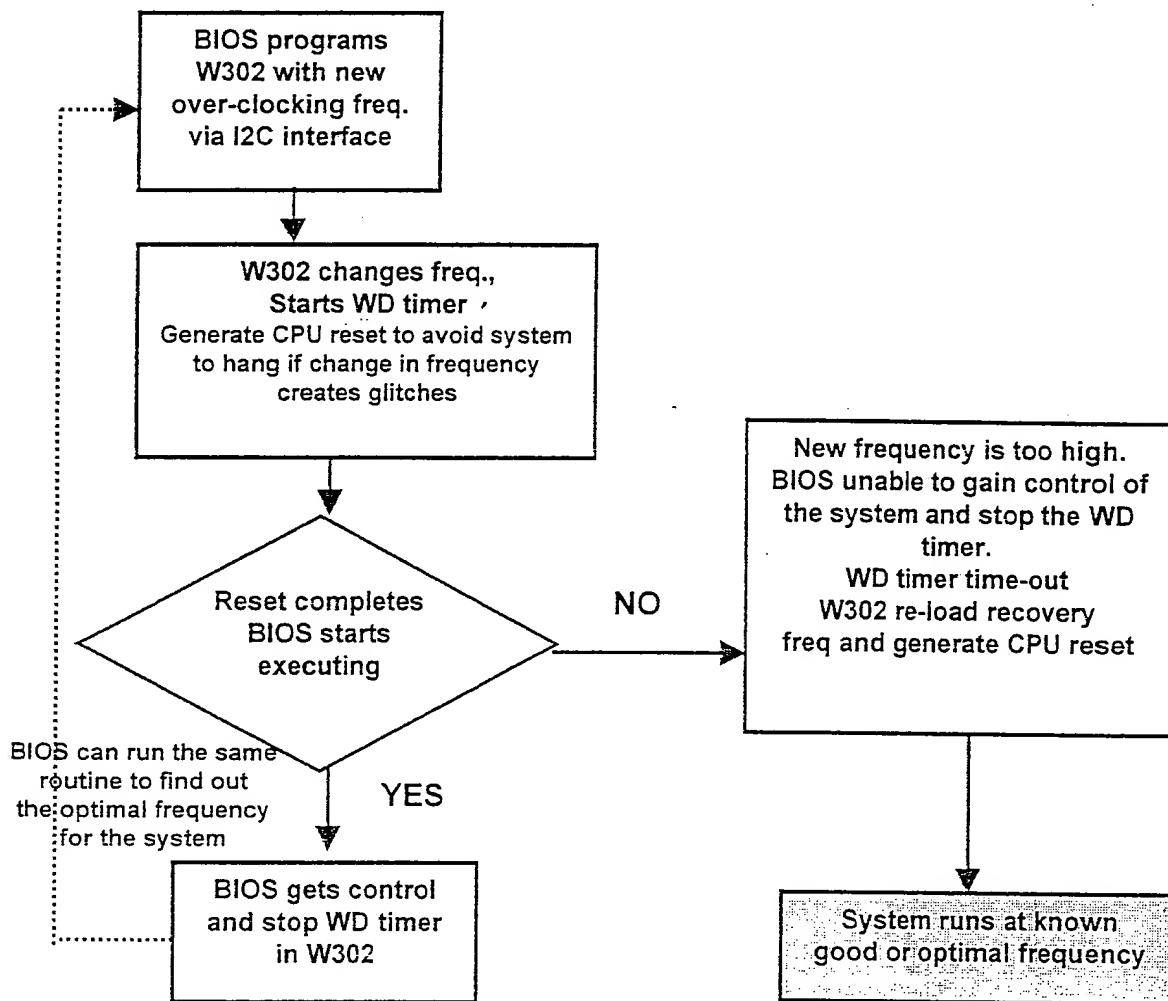 BIOS programs
W302 with new
over-clocking freq.
via I2C interface
W302 changes freq.,
Starts WD timer
Generate CPU reset to avoid system
to hang if change in frequency
creates glitches
Reset completes
BIOS starts
executing
NO
New frequency is too high.
BIOS unable to gain control of
the system and stop the WD
timer.
WD timer time-out
W302 re-load recovery
freq and generate CPU reset
YES
BIOS can run the same
routine to find out
the optimal frequency
for the system
BIOS gets control
and stop WD timer
in W302
System runs at known
good or optimal frequency